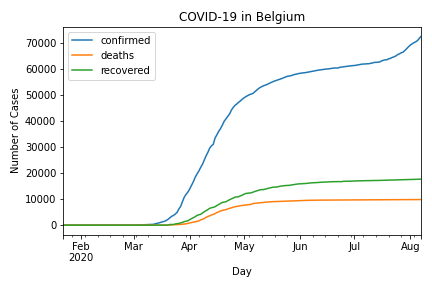 COVID-19 in Belgium
confirmed
deaths
recovered
Number of Cases
70000
60000
50000
40000
30000
20000
10000
0
Feb Mar Apr May Jun Jul Aug
2020
Day